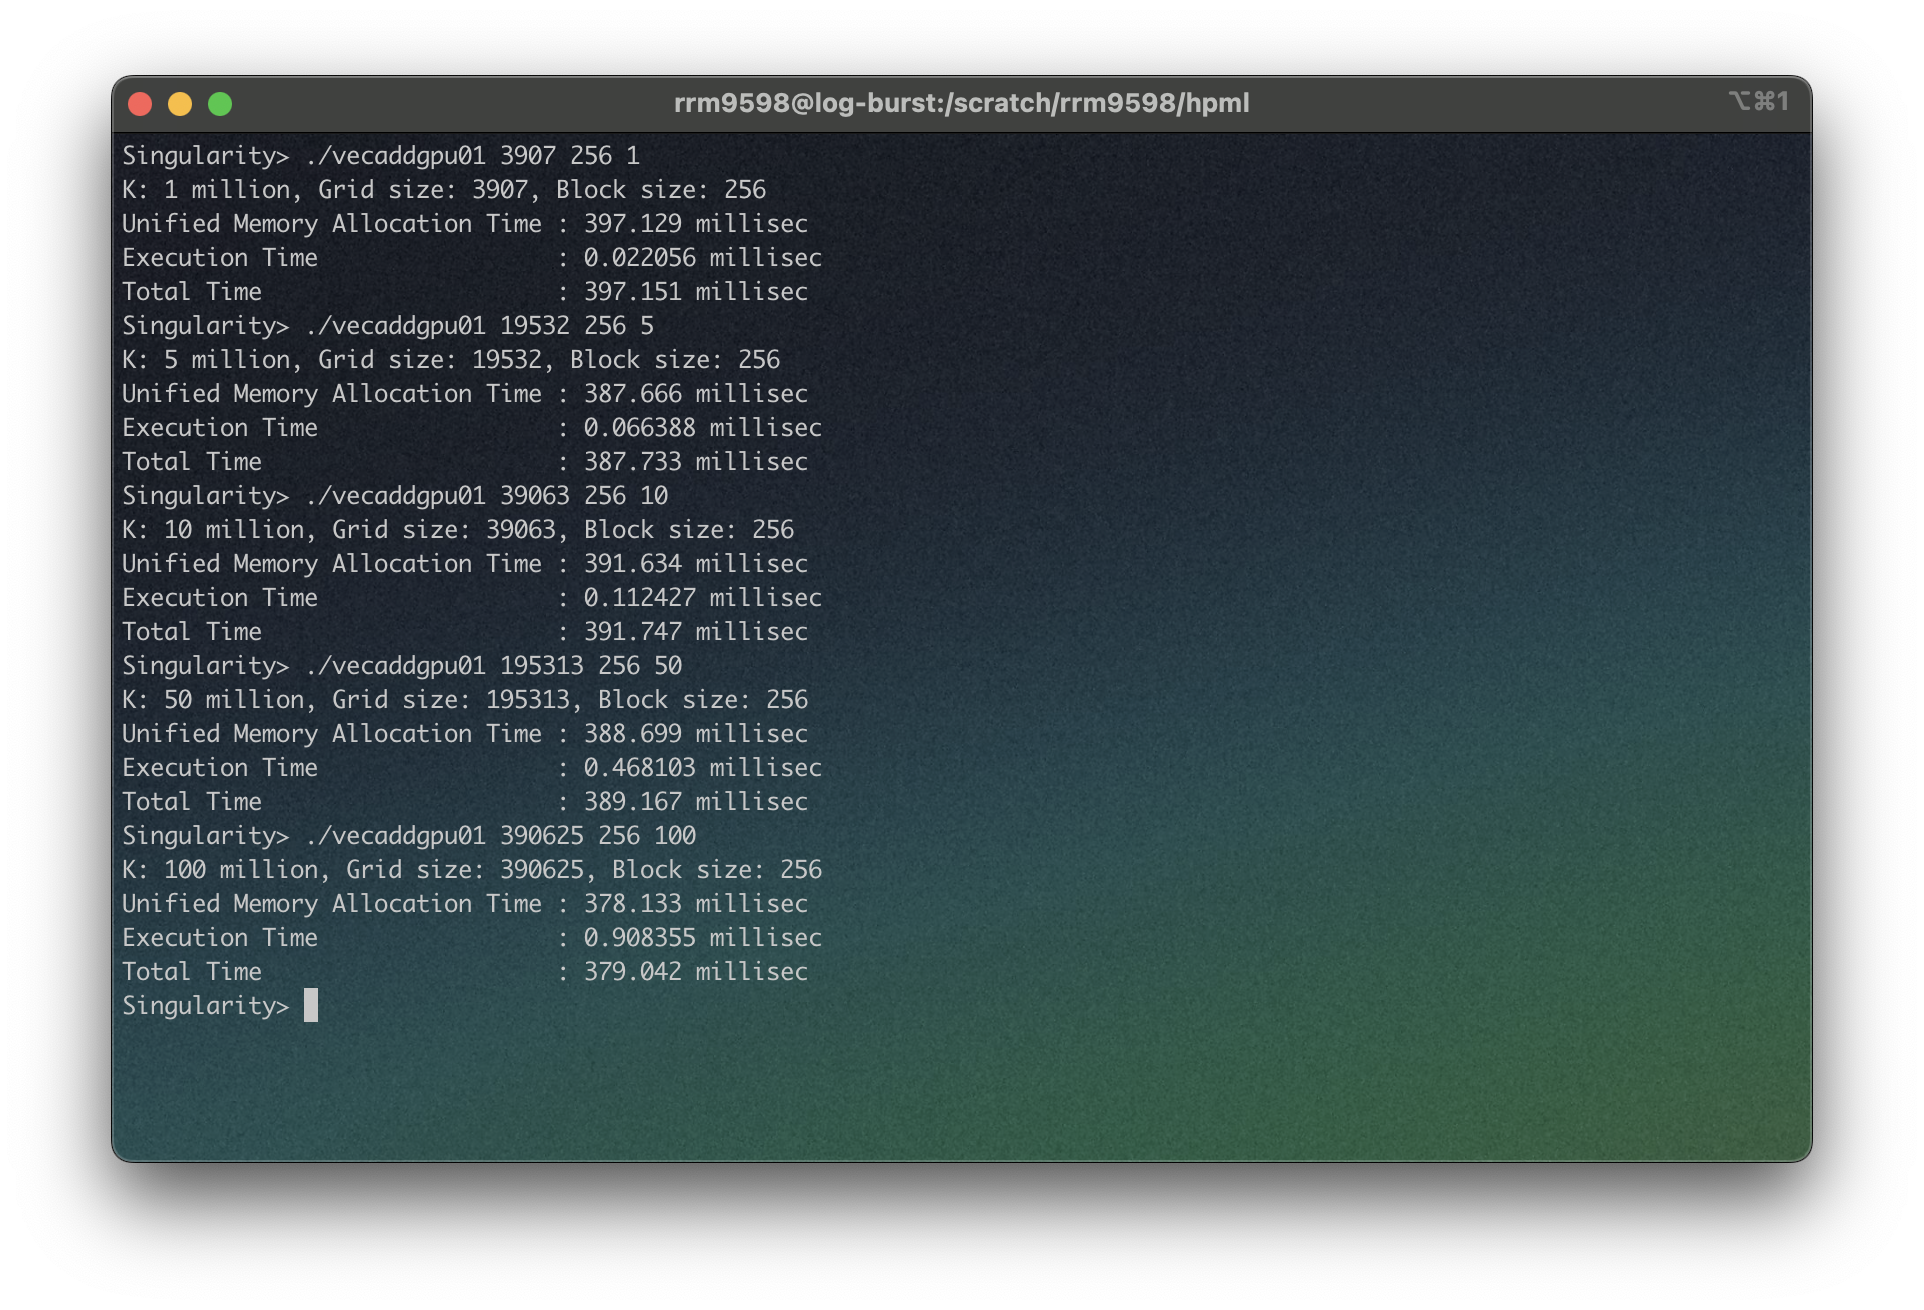 rrm9598@log-burst:/scratch/rrm9598/hpml ⌥⌘1
Singularity> ./vecaddgpu01 3907 256 1
K: 1 million, Grid size: 3907, Block size: 256
Unified Memory Allocation Time : 397.129 millisec
Execution Time                 : 0.022056 millisec
Total Time                     : 397.151 millisec
Singularity> ./vecaddgpu01 19532 256 5
K: 5 million, Grid size: 19532, Block size: 256
Unified Memory Allocation Time : 387.666 millisec
Execution Time                 : 0.066388 millisec
Total Time                     : 387.733 millisec
Singularity> ./vecaddgpu01 39063 256 10
K: 10 million, Grid size: 39063, Block size: 256
Unified Memory Allocation Time : 391.634 millisec
Execution Time                 : 0.112427 millisec
Total Time                     : 391.747 millisec
Singularity> ./vecaddgpu01 195313 256 50
K: 50 million, Grid size: 195313, Block size: 256
Unified Memory Allocation Time : 388.699 millisec
Execution Time                 : 0.468103 millisec
Total Time                     : 389.167 millisec
Singularity> ./vecaddgpu01 390625 256 100
K: 100 million, Grid size: 390625, Block size: 256
Unified Memory Allocation Time : 378.133 millisec
Execution Time                 : 0.908355 millisec
Total Time                     : 379.042 millisec
Singularity>